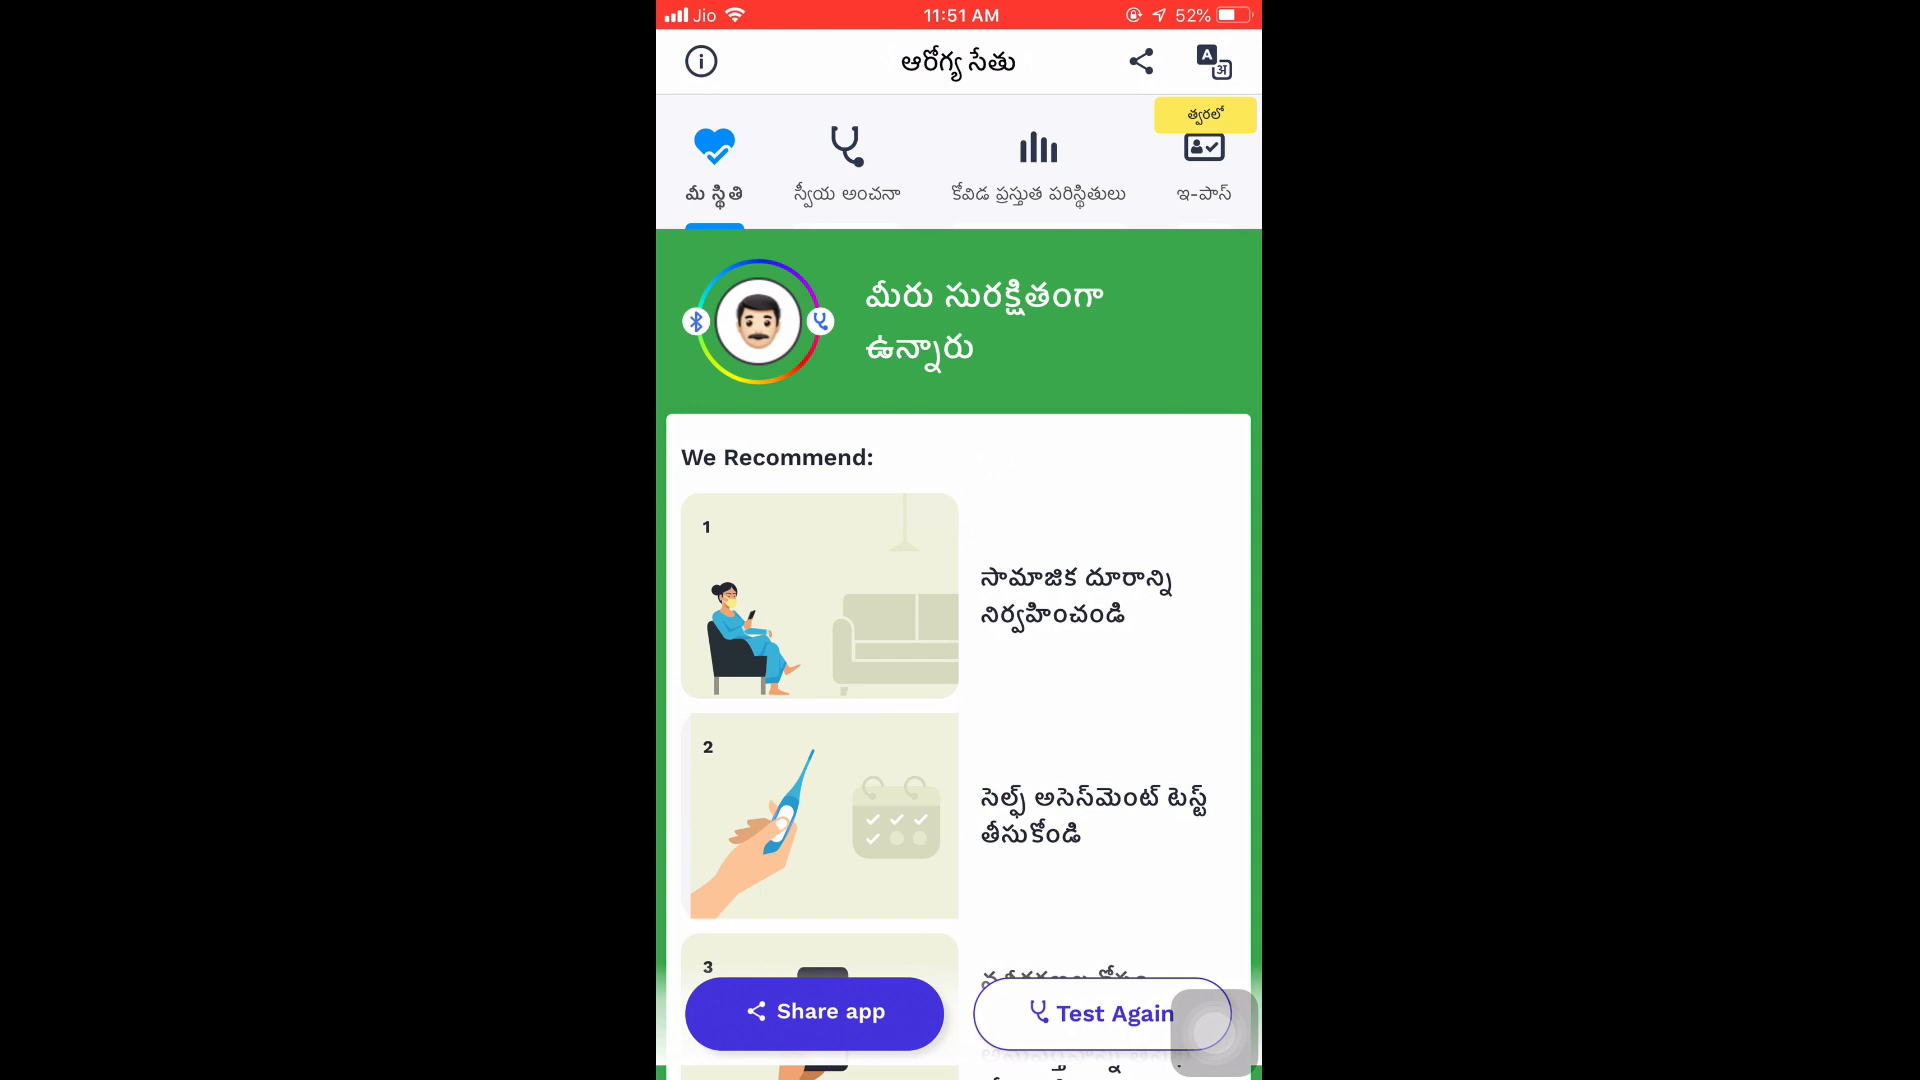 Jio 11:51 AM 52%
ఆరోగ్య సేతు
త్వరలో
మీ స్థితి స్వీయ అంచనా కోవిడ ప్రస్తుత పరిస్థితులు ఇ-పాస్
మీరు సురక్షితంగా
ఉన్నారు
We Recommend:
1
సామాజిక దూరాన్ని
నిర్వహించండి
2
సెల్ఫ్ అసెస్‌మెంట్ టెస్ట్
తీసుకోండి
3
Share app
Test Again